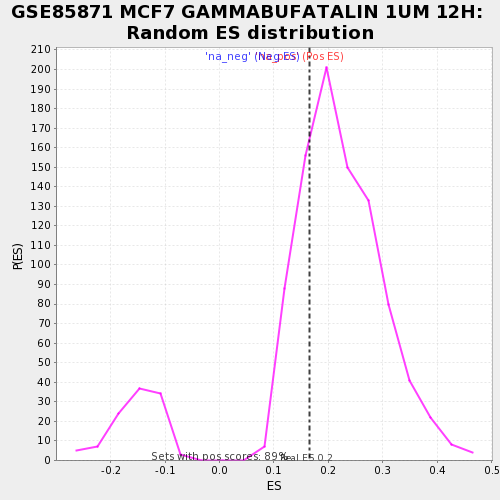 GSE85871 MCF7 GAMMABUFATALIN 1UM 12H:
Random ES distribution
'na_neg' (Neg ES)
'na_pos' (Pos ES)
210
200
190
180
170
160
150
140
130
120
110
100
90
80
70
60
50
40
30
20
10
0
P(ES)
Sets with pos scores: 89%
Real ES 0.2
-0.2 -0.1 0.0 0.1 0.2 0.3 0.4 0.5
ES